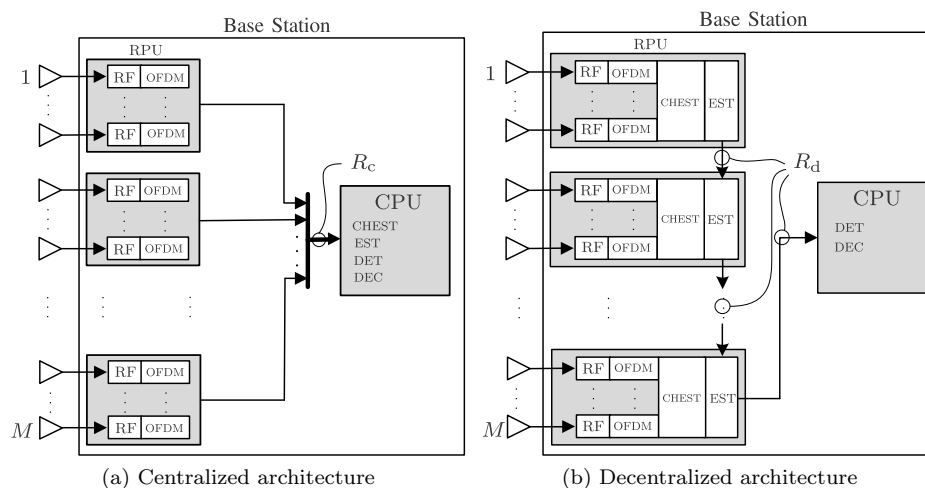 Base Station
RPU
1
RF OFDM
RF OFDM
RF OFDM
RF OFDM
RF OFDM
M
RF OFDM
R_c
CPU
CHEST
EST
DET
DEC
(a) Centralized architecture
Base Station
RPU
1
RF OFDM
CHEST EST
RF OFDM
RF OFDM
CHEST EST
RF OFDM
RF OFDM
CHEST EST
M
RF OFDM
R_d
CPU
DET
DEC
(b) Decentralized architecture